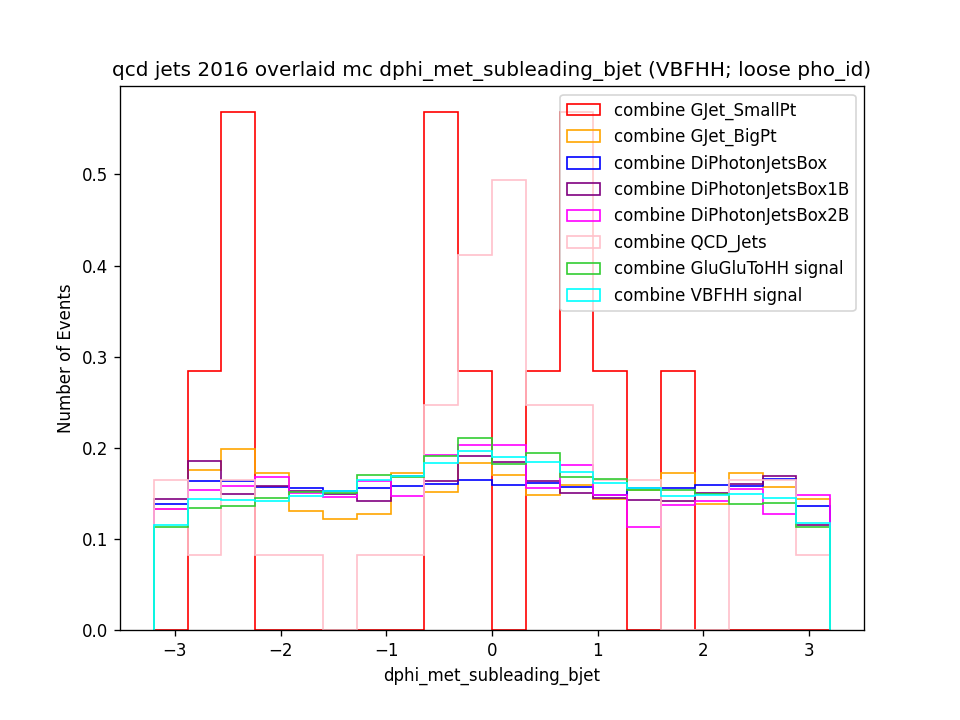 qcd jets 2016 overlaid mc dphi_met_subleading_bjet (VBFHH; loose pho_id)
combine GJet_SmallPt
combine GJet_BigPt
combine DiPhotonJetsBox
combine DiPhotonJetsBox1B
combine DiPhotonJetsBox2B
combine QCD_Jets
combine GluGluToHH signal
combine VBFHH signal
Number of Events
0.5
0.4
0.3
0.2
0.1
0.0
−3 −2 −1 0 1 2 3
dphi_met_subleading_bjet